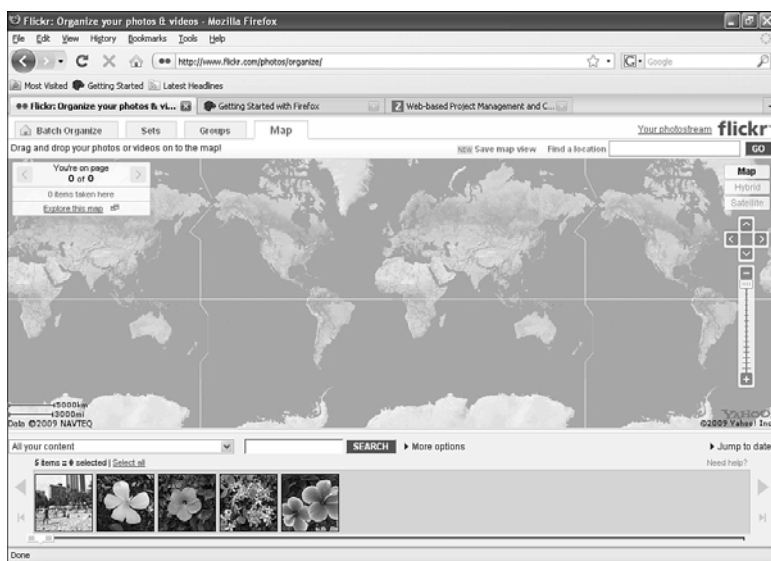 Flickr: Organize your photos & videos - Mozilla Firefox
File Edit View History Bookmarks Tools Help
http://www.flickr.com/photos/organize/
Google
Most Visited Getting Started Latest Headlines
Flickr: Organize your photos & vi...
Getting Started with Firefox
Web-based Project Management and C...
Batch Organize Sets Groups Map
Your photostream flickr
Drag and drop your photos or videos on to the map!
NEW Save map view Find a location GO
You're on page
0 of 0
0 items taken here
Explore this map
Map
Hybrid
Satellite
5000km
3000mi
Data ©2009 NAVTEQ
YAHOO!
©2009 Yahoo! Inc
All your content SEARCH More options Jump to date
5 items = 0 selected | Select all Need help?
Done